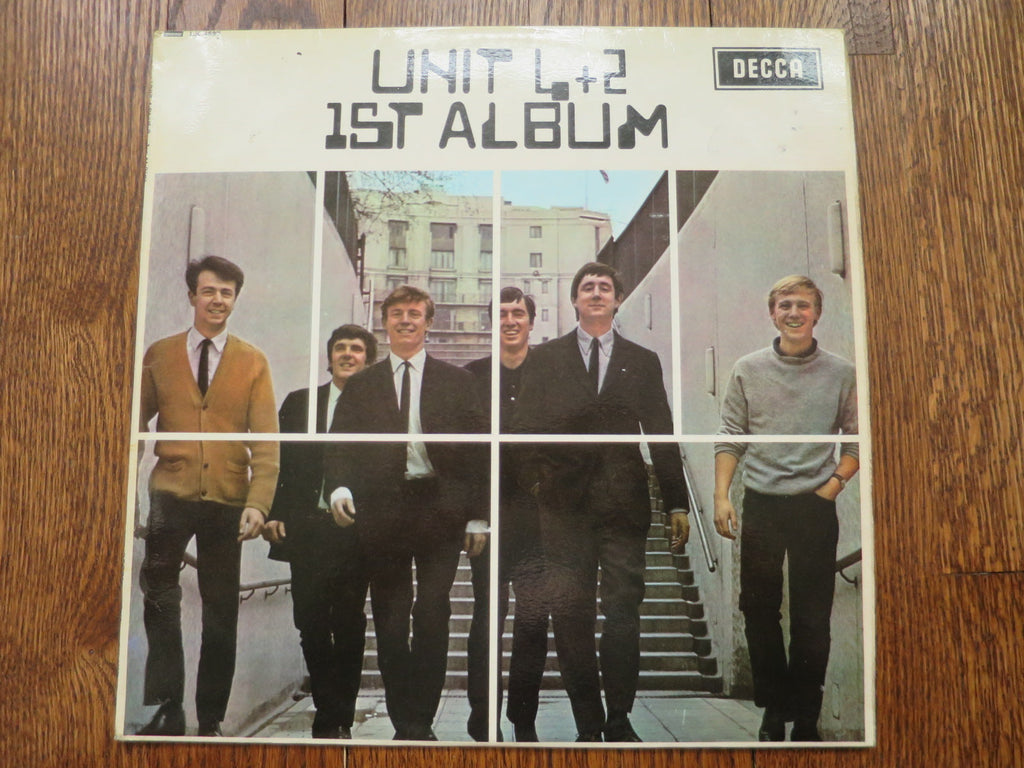 UNIT 4+2
1ST ALBUM
DECCA